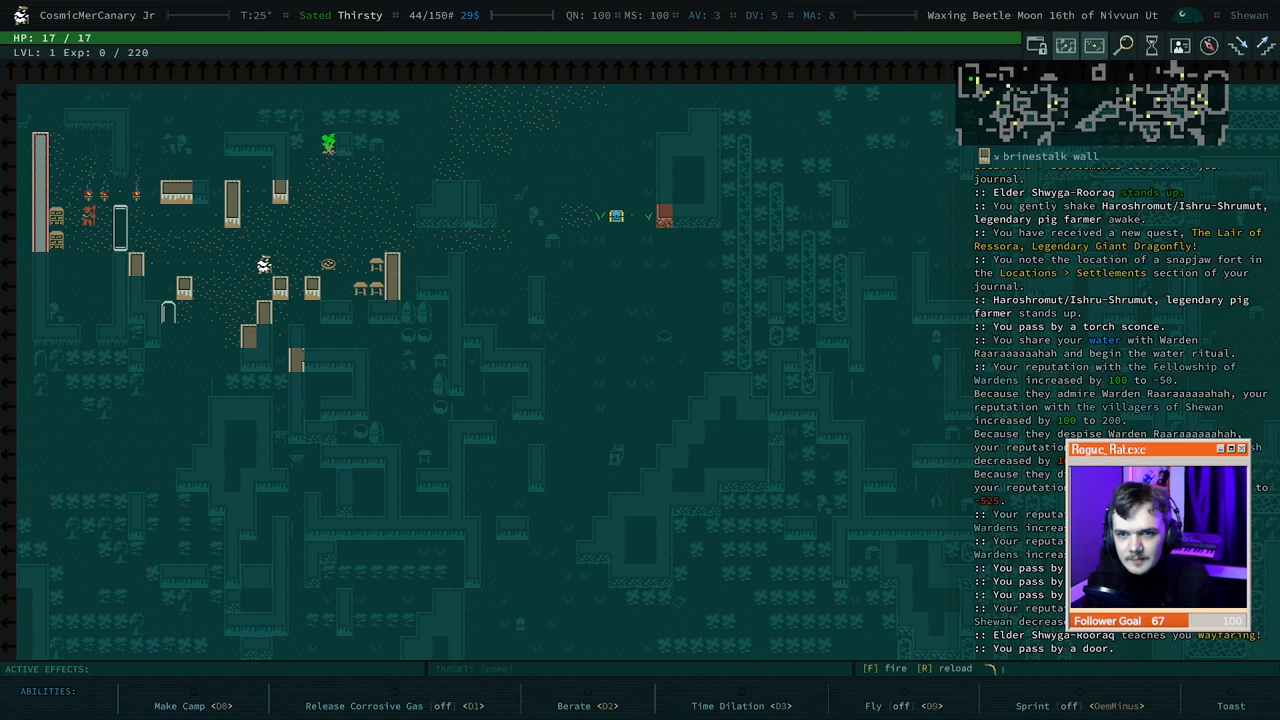 CosmicMerCanary Jr
T:25°
Sated Thirsty
44/150# 29$
QN: 100
MS: 100
AV: 3
DV: 5
MA: 8
Waxing Beetle Moon 16th of Nivvun Ut
Shewan
HP: 17 / 17
LVL: 1 Exp: 0 / 220
brinestalk wall
journal.
:: Elder Shwyga-Rooraq stands up.
:: You gently shake Haroshromut/Ishru-Shrumut,
legendary pig farmer awake.
:: You have received a new quest, The Lair of
Ressora, Legendary Giant Dragonfly!
:: You note the location of a snapjaw fort in
the Locations > Settlements section of your
journal.
:: Haroshromut/Ishru-Shrumut, legendary pig
farmer stands up.
:: You pass by a torch sconce.
:: You share your water with Warden
Raaraaaaaahah and begin the water ritual.
:: Your reputation with the Fellowship of
Wardens increased by 100 to -50.
Because they admire Warden Raaraaaaaahah, your
reputation with the villagers of Shewan
increased by 100 to 200.
Because they despise Warden Raaraaaaaahah,
your reputation
decreased by
Because they d
your reputation to
-525.
:: Your reputa
Wardens increa
:: Your reputa
Wardens increa
:: You pass by
:: You pass by
:: You pass by
:: Your reputa
Shewan decreas
:: Elder Shwyga-Rooraq teaches you Wayfaring!
:: You pass by a door.
Rogue_Rat.exe
Follower Goal 67 100
ACTIVE EFFECTS:
TARGET: [none]
[F] fire [R] reload
ABILITIES:
Make Camp <D0>
Release Corrosive Gas [off] <D1>
Berate <D2>
Time Dilation <D3>
Fly [off] <D9>
Sprint [off] <OemMinus>
Toast